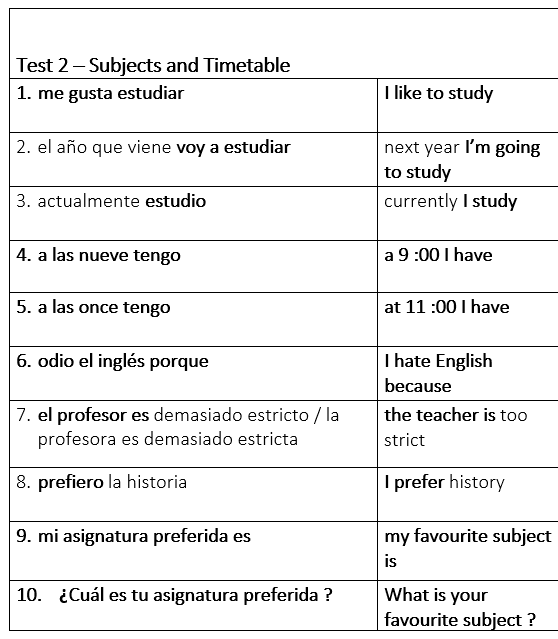 Test 2 – Subjects and Timetable
1. me gusta estudiar
I like to study
2. el año que viene voy a estudiar
next year I'm going
to study
3. actualmente estudio
currently I study
4. a las nueve tengo
a 9 :00 I have
5. a las once tengo
at 11 :00 I have
6. odio el inglés porque
I hate English
because
7. el profesor es demasiado estricto / la
profesora es demasiado estricta
the teacher is too
strict
8. prefiero la historia
I prefer history
9. mi asignatura preferida es
my favourite subject
is
10. ¿Cuál es tu asignatura preferida ?
What is your
favourite subject ?